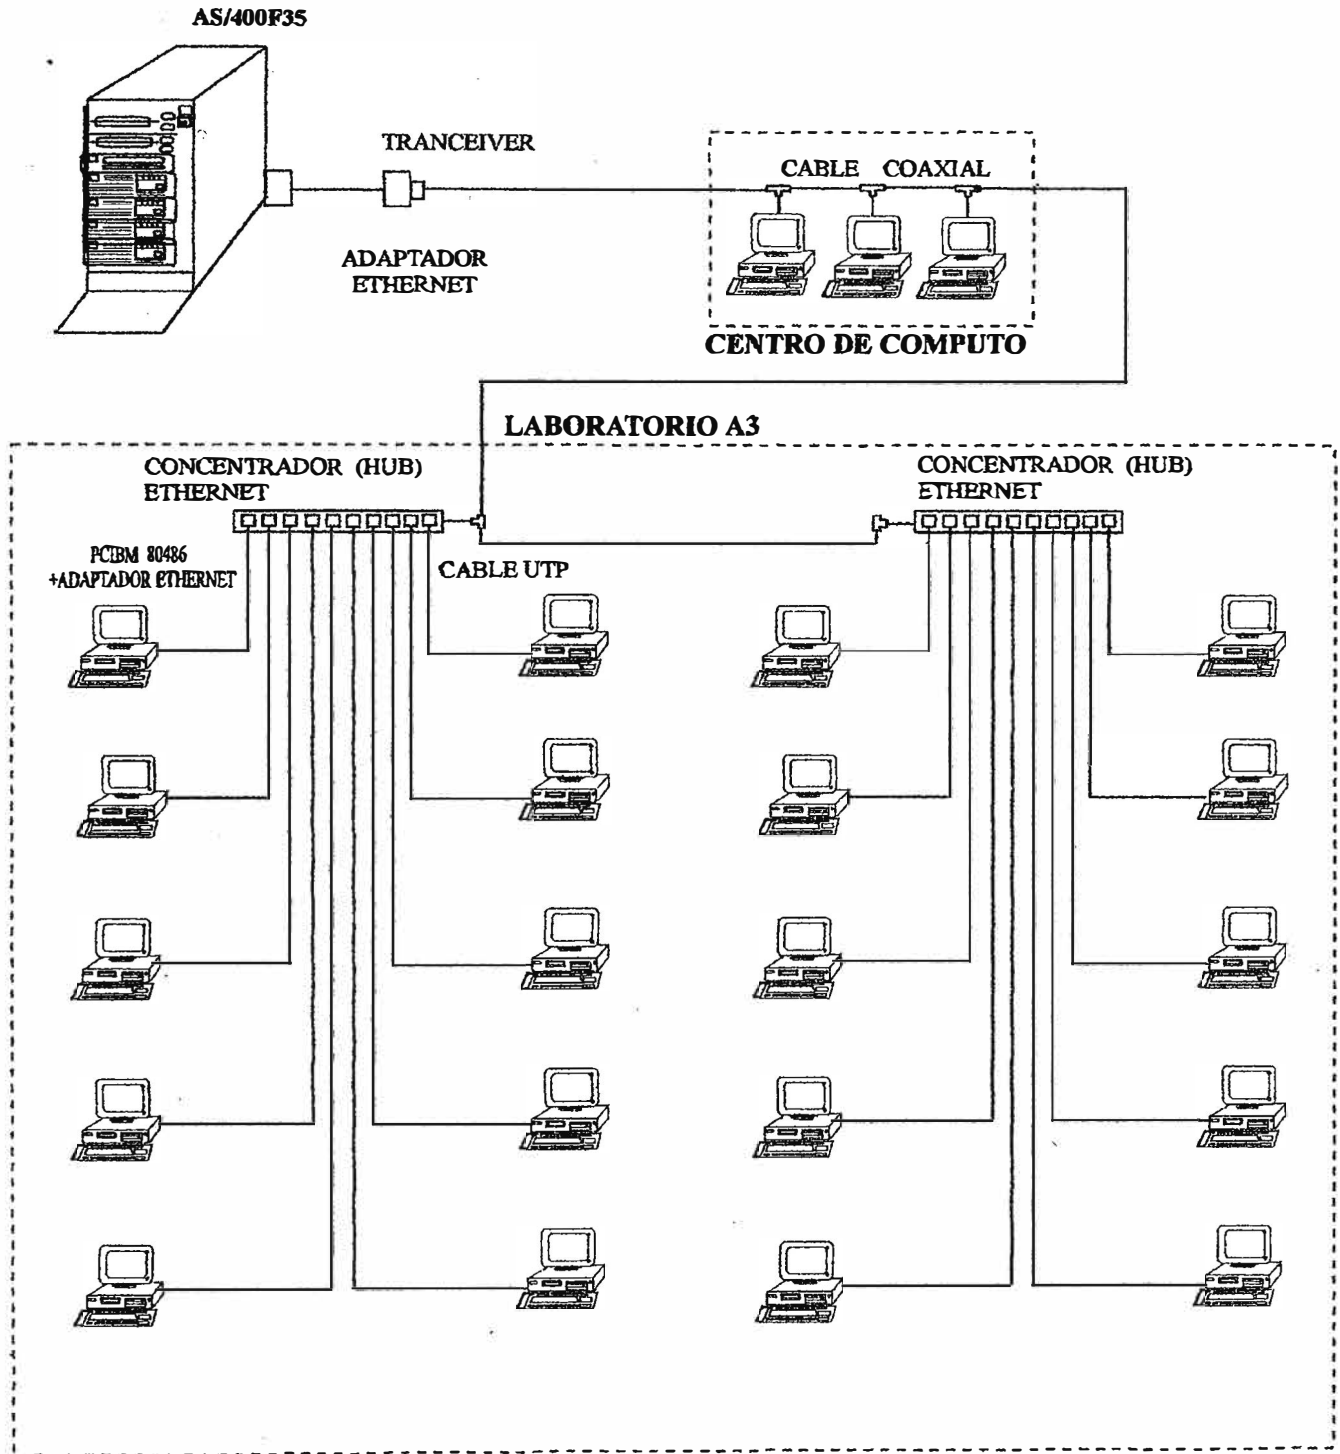 AS/400F35
TRANCEIVER
CABLE COAXIAL
ADAPTADOR
ETHERNET
CENTRO DE COMPUTO
LABORATORIO A3
CONCENTRADOR (HUB)
ETHERNET
CONCENTRADOR (HUB)
ETHERNET
PCIBM 80486
+ADAPTADOR ETHERNET
CABLE UTP